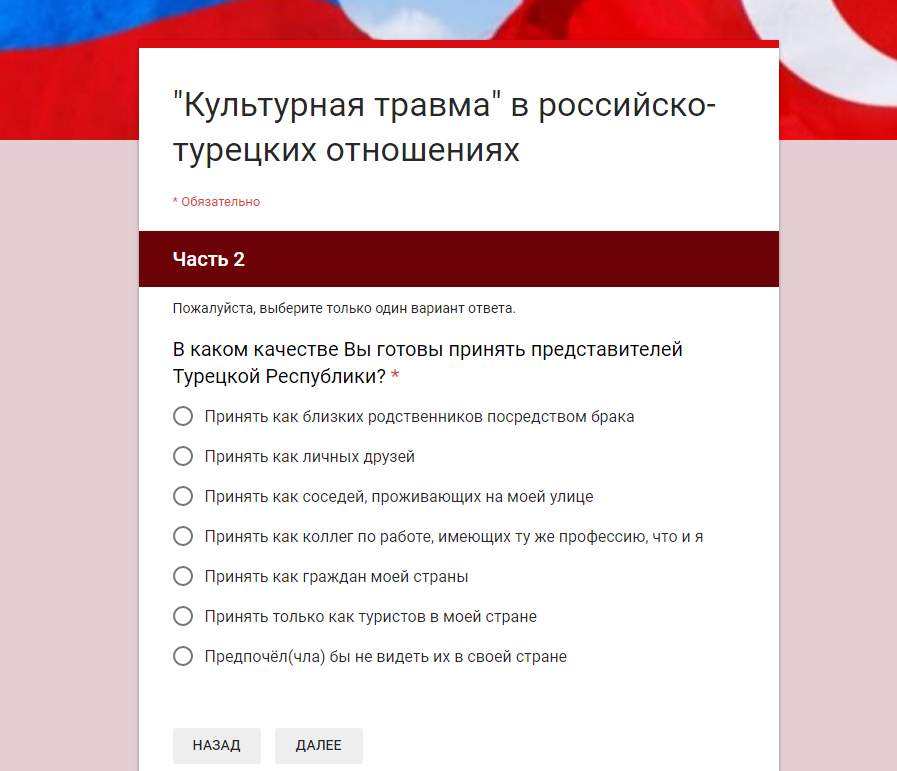 "Культурная травма" в российско-
турецких отношениях
* Обязательно
Часть 2
Пожалуйста, выберите только один вариант ответа.
В каком качестве Вы готовы принять представителей
Турецкой Республики? *
Принять как близких родственников посредством брака
Принять как личных друзей
Принять как соседей, проживающих на моей улице
Принять как коллег по работе, имеющих ту же профессию, что и я
Принять как граждан моей страны
Принять только как туристов в моей стране
Предпочёл(чла) бы не видеть их в своей стране
НАЗАД
ДАЛЕЕ